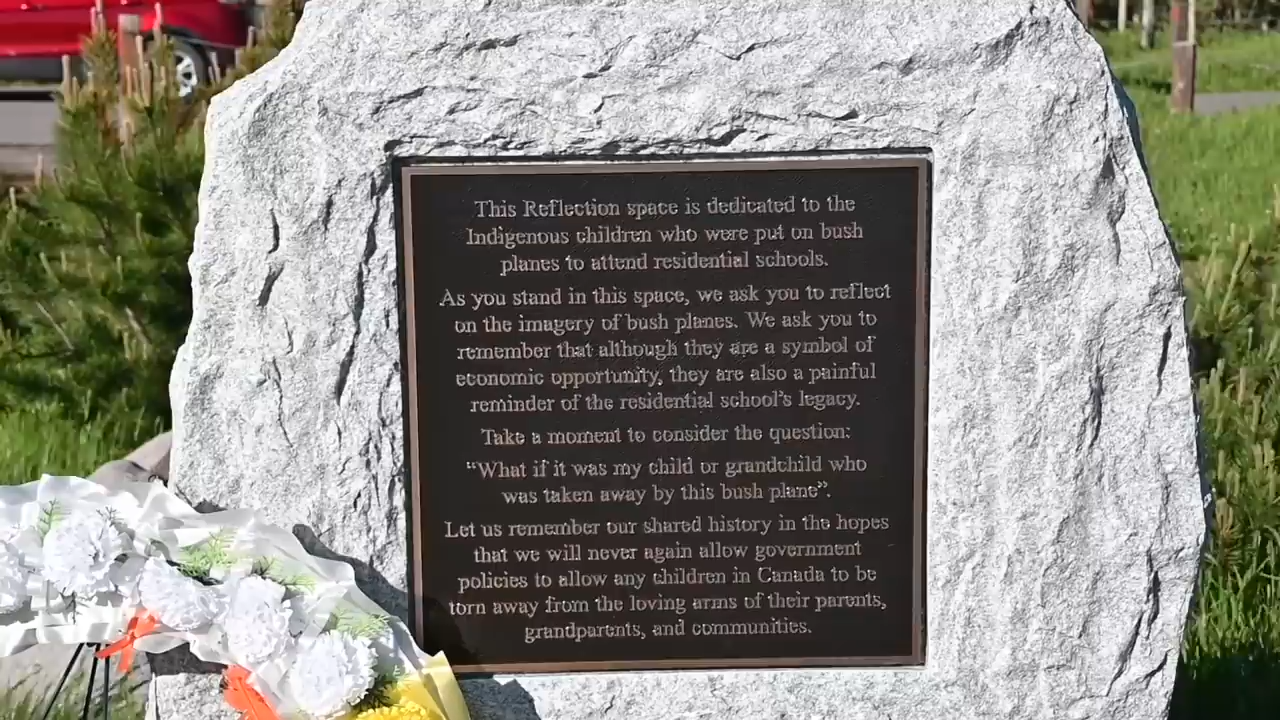 This Reflection space is dedicated to the
Indigenous children who were put on bush
planes to attend residential schools.
As you stand in this space, we ask you to reflect
on the imagery of bush planes. We ask you to
remember that although they are a symbol of
economic opportunity, they are also a painful
reminder of the residential school's legacy.
Take a moment to consider the question:
"What if it was my child or grandchild who
was taken away by this bush plane".
Let us remember our shared history in the hopes
that we will never again allow government
policies to allow any children in Canada to be
torn away from the loving arms of their parents,
grandparents, and communities.